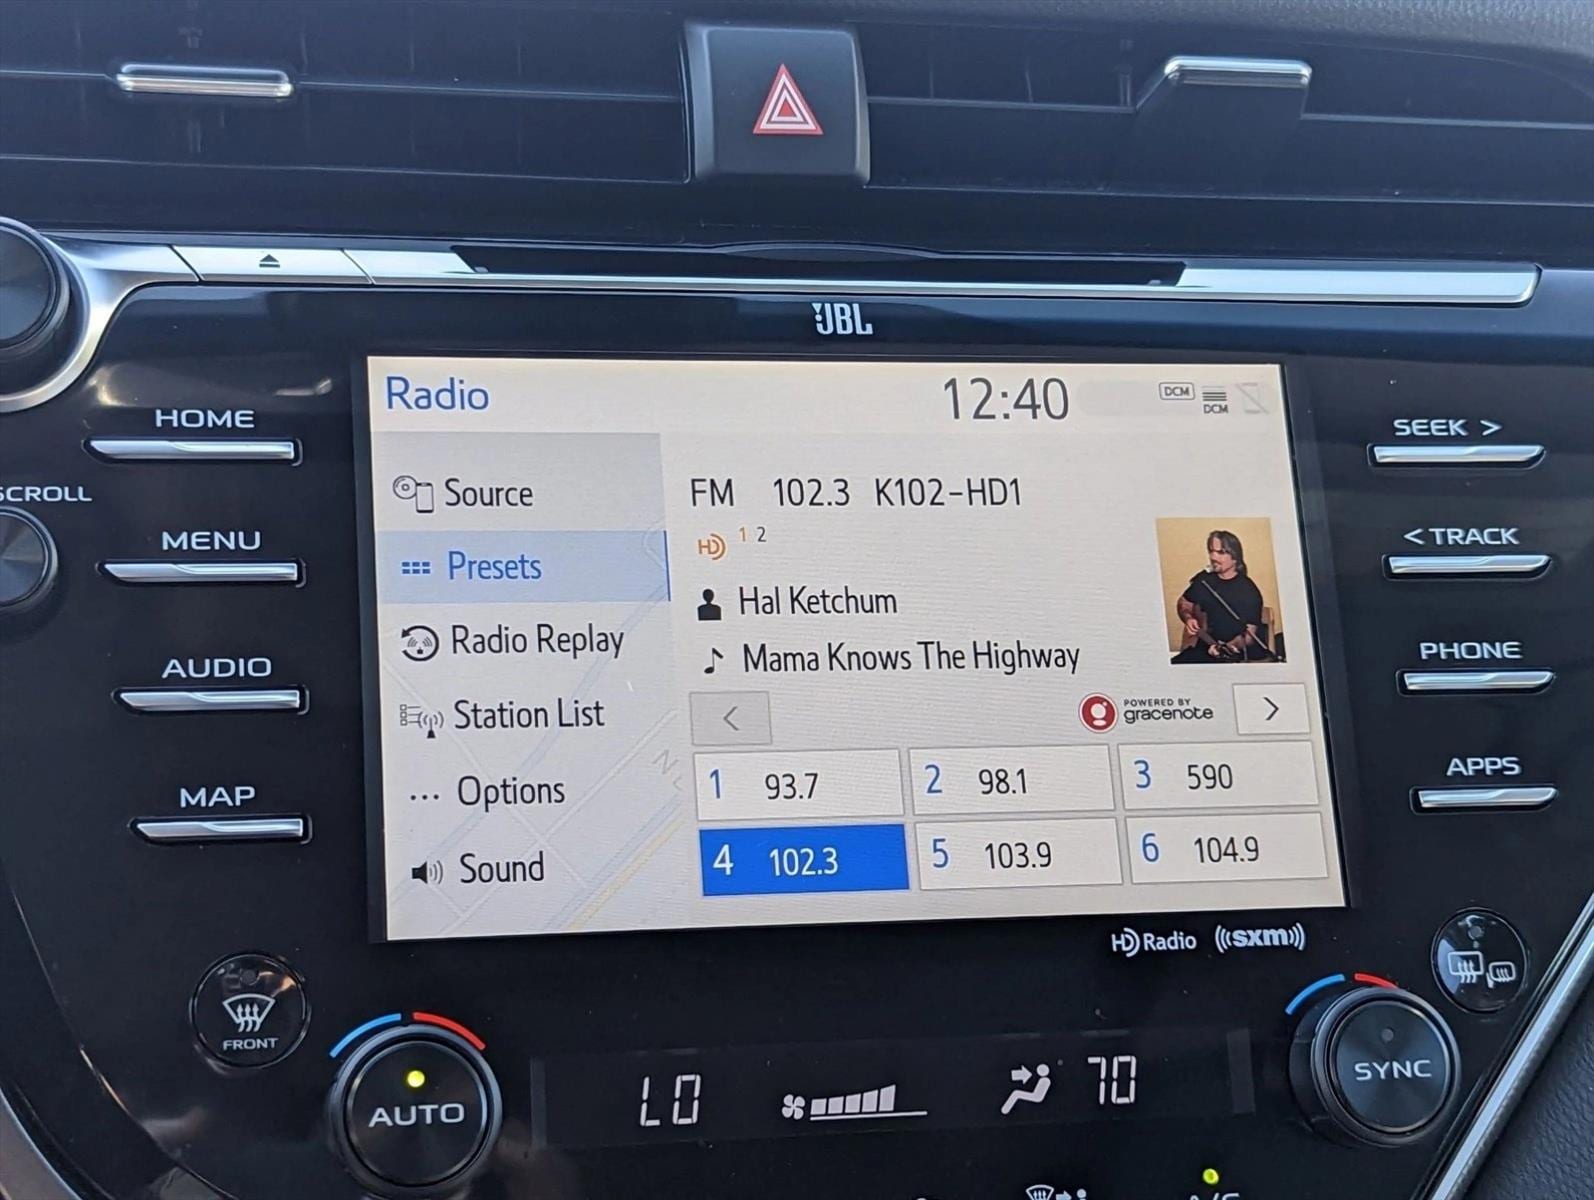 JBL
HOME
SCROLL
MENU
AUDIO
MAP
Radio
12:40
DCM
DCM
Source
Presets
Radio Replay
Station List
Options
Sound
FM 102.3 K102-HD1
HD 1 2
Hal Ketchum
Mama Knows The Highway
<
POWERED BY
gracenote
>
1 93.7
2 98.1
3 590
4 102.3
5 103.9
6 104.9
SEEK >
< TRACK
PHONE
APPS
HD Radio
((sxm))
FRONT
AUTO
LO
70
SYNC